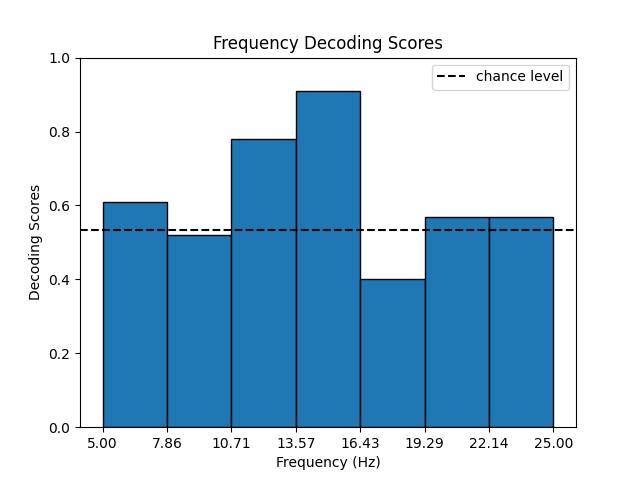 Frequency Decoding Scores
chance level
Decoding Scores
1.0
0.8
0.6
0.4
0.2
0.0
5.00 7.86 10.71 13.57 16.43 19.29 22.14 25.00
Frequency (Hz)